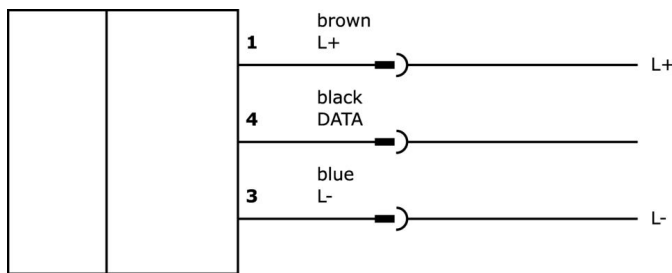 brown
1 L+ L+
black
4 DATA
blue
3 L- L-